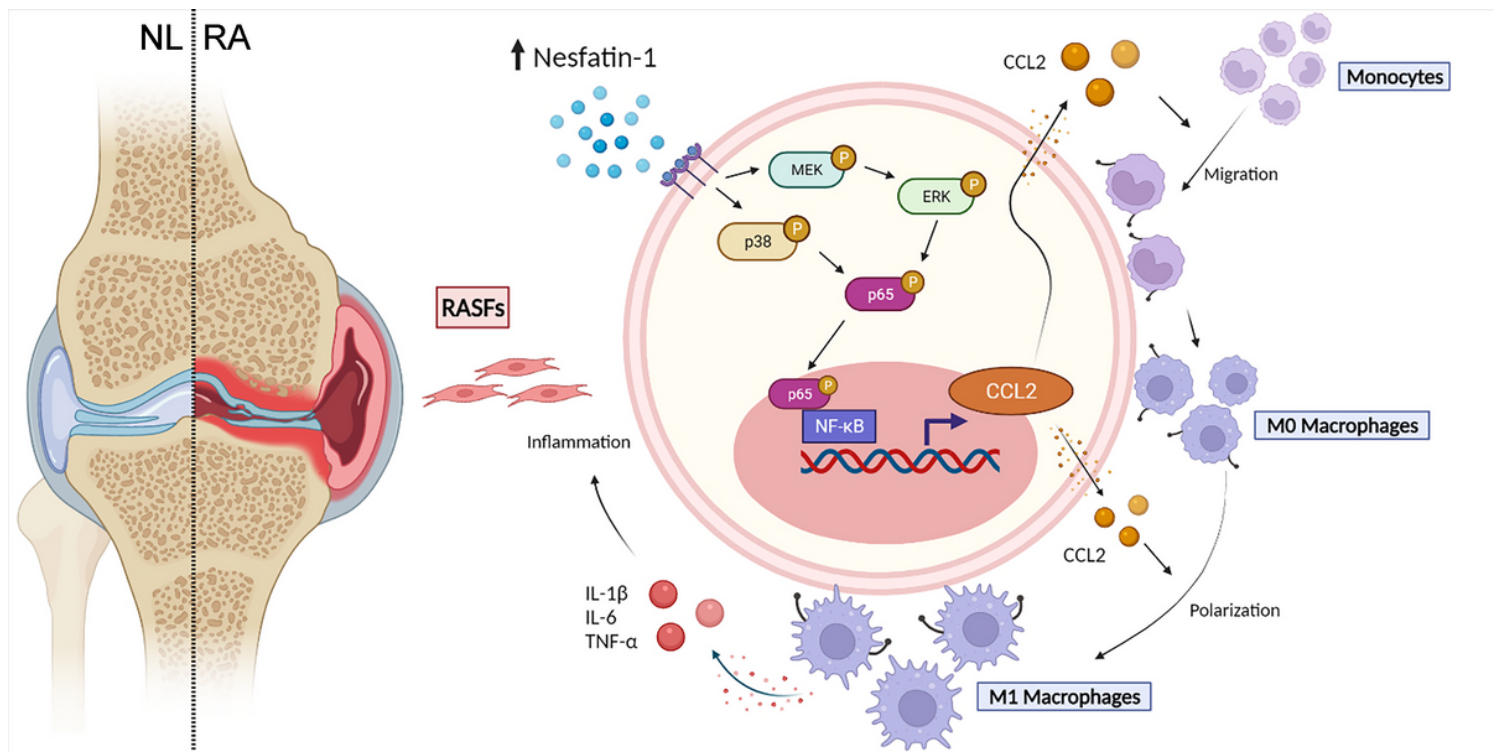 NL RA
Nesfatin-1
CCL2
Monocytes
MEK
P
ERK
P
p38
P
Migration
p65
P
RASFs
p65
P
NF-κB
CCL2
M0 Macrophages
Inflammation
CCL2
IL-1β
IL-6
TNF-α
Polarization
M1 Macrophages